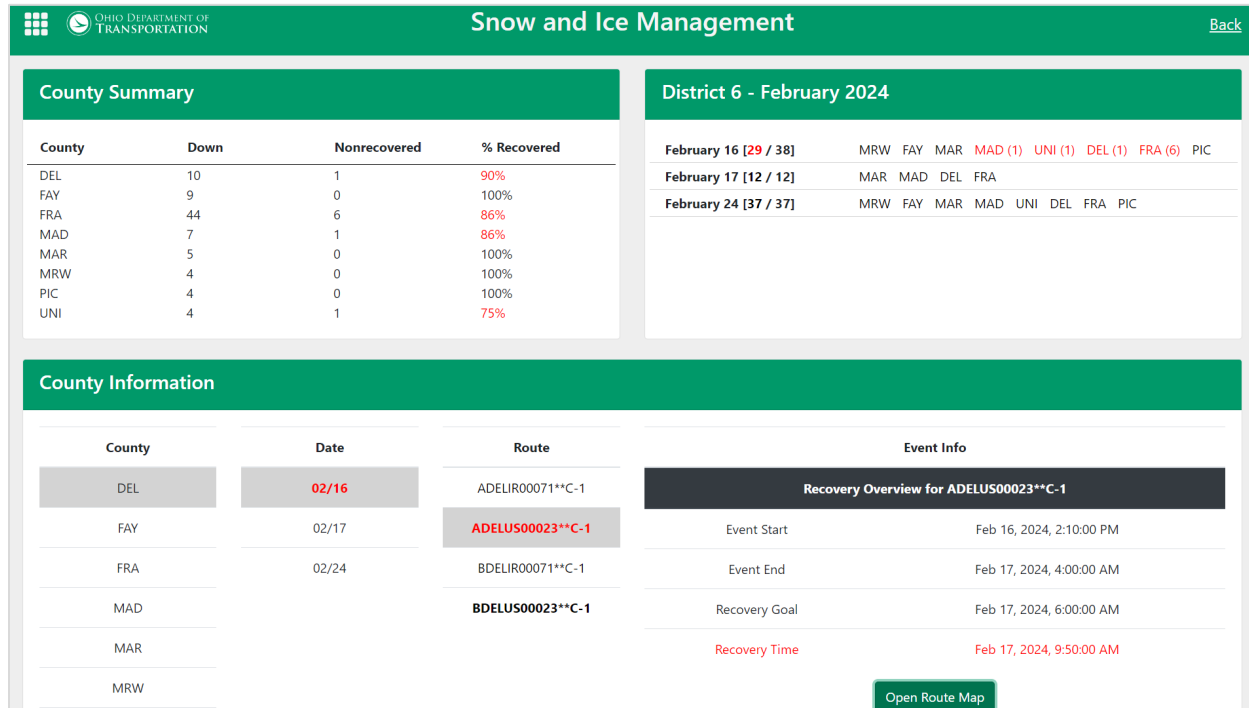 OHIO DEPARTMENT OF
TRANSPORTATION
Snow and Ice Management
Back
County Summary
County Down Nonrecovered % Recovered
DEL 10 1 90%
FAY 9 0 100%
FRA 44 6 86%
MAD 7 1 86%
MAR 5 0 100%
MRW 4 0 100%
PIC 4 0 100%
UNI 4 1 75%
District 6 - February 2024
February 16 [29 / 38] MRW FAY MAR MAD (1) UNI (1) DEL (1) FRA (6) PIC
February 17 [12 / 12] MAR MAD DEL FRA
February 24 [37 / 37] MRW FAY MAR MAD UNI DEL FRA PIC
County Information
County Date Route Event Info
DEL 02/16 ADELIR00071**C-1 Recovery Overview for ADELUS00023**C-1
FAY 02/17 ADELUS00023**C-1 Event Start Feb 16, 2024, 2:10:00 PM
FRA 02/24 BDELIR00071**C-1 Event End Feb 17, 2024, 4:00:00 AM
MAD BDELUS00023**C-1 Recovery Goal Feb 17, 2024, 6:00:00 AM
MAR Recovery Time Feb 17, 2024, 9:50:00 AM
MRW Open Route Map